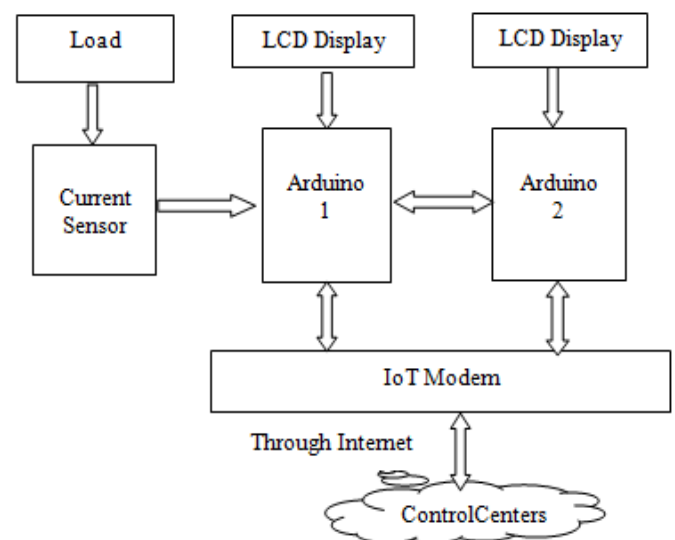 Load
LCD Display
LCD Display
Current
Sensor
Arduino
1
Arduino
2
IoT Modem
Through Internet
ControlCenters